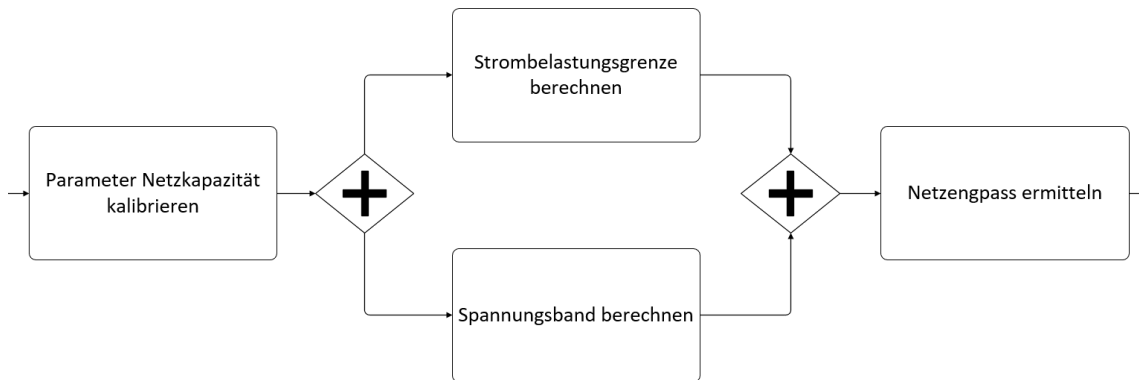 Strombelastungsgrenze
berechnen
Parameter Netzkapazität
kalibrieren
Netzengpass ermitteln
Spannungsband berechnen